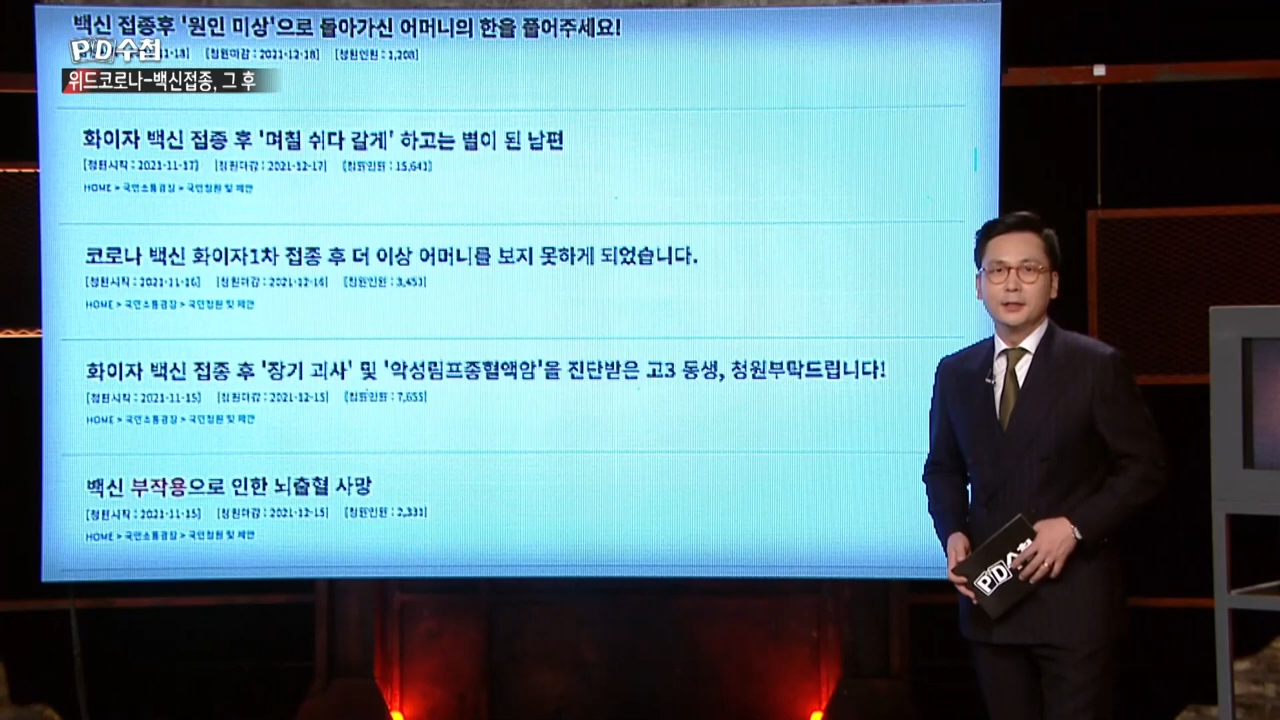 백신 접종후 '원인 미상'으로 돌아가신 어머니의 한을 풀어주세요!
PD수첩
[청원마감 : 2021-12-18] [청원인원 : 1,208]
위드코로나-백신접종, 그 후
화이자 백신 접종 후 '며칠 쉬다 갈게' 하고는 별이 된 남편
[청원시작 : 2021-11-17] [청원마감 : 2021-12-17] [청원인원 : 15,641]
HOME > 국민소통광장 > 국민청원 및 제안
코로나 백신 화이자1차 접종 후 더 이상 어머니를 보지 못하게 되었습니다.
[청원시작 : 2021-11-16] [청원마감 : 2021-12-16] [청원인원 : 3,453]
HOME > 국민소통광장 > 국민청원 및 제안
화이자 백신 접종 후 '장기 괴사' 및 '악성림프종혈액암'을 진단받은 고3 동생, 청원부탁드립니다!
[청원시작 : 2021-11-15] [청원마감 : 2021-12-15] [청원인원 : 7,655]
HOME > 국민소통광장 > 국민청원 및 제안
백신 부작용으로 인한 뇌출혈 사망
[청원시작 : 2021-11-15] [청원마감 : 2021-12-15] [청원인원 : 2,331]
HOME > 국민소통광장 > 국민청원 및 제안
PD수첩